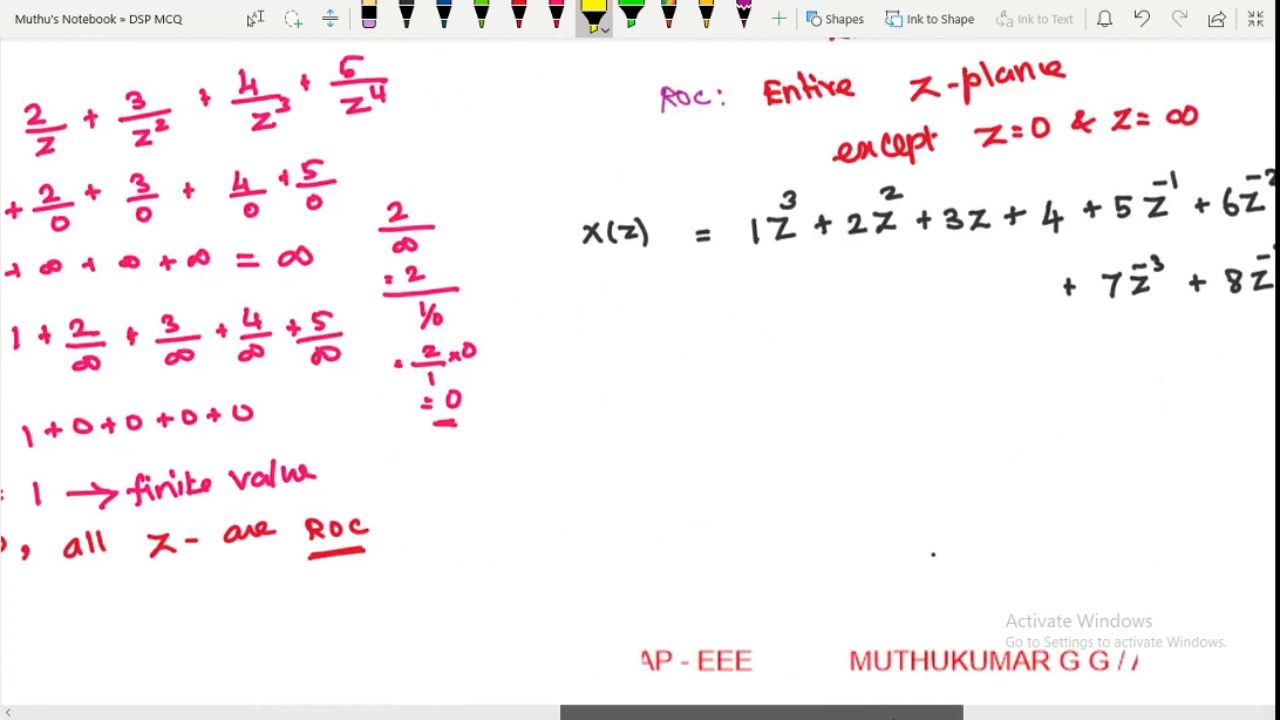 Muthu's Notebook » DSP MCQ
Shapes
Ink to Shape
Ink to Text
2/z + 3/z² + 4/z³ + 5/z⁴
+ 2/0 + 3/0 + 4/0 + 5/0
+ ∞ + ∞ + ∞ = ∞
1 + 2/∞ + 3/∞ + 4/∞ + 5/∞
1 + 0 + 0 + 0 + 0
= 1 → finite value
, all z - are ROC
2/∞
= 2/(1/0)
= 2/1 x 0
= 0
ROC: Entire z-plane
except z=0 & z=∞
x(z) = 1z³ + 2z² + 3z + 4 + 5z⁻¹ + 6z⁻²
+ 7z⁻³ + 8z⁻
Activate Windows
Go to Settings to activate Windows.
AP - EEE MUTHUKUMAR G G /